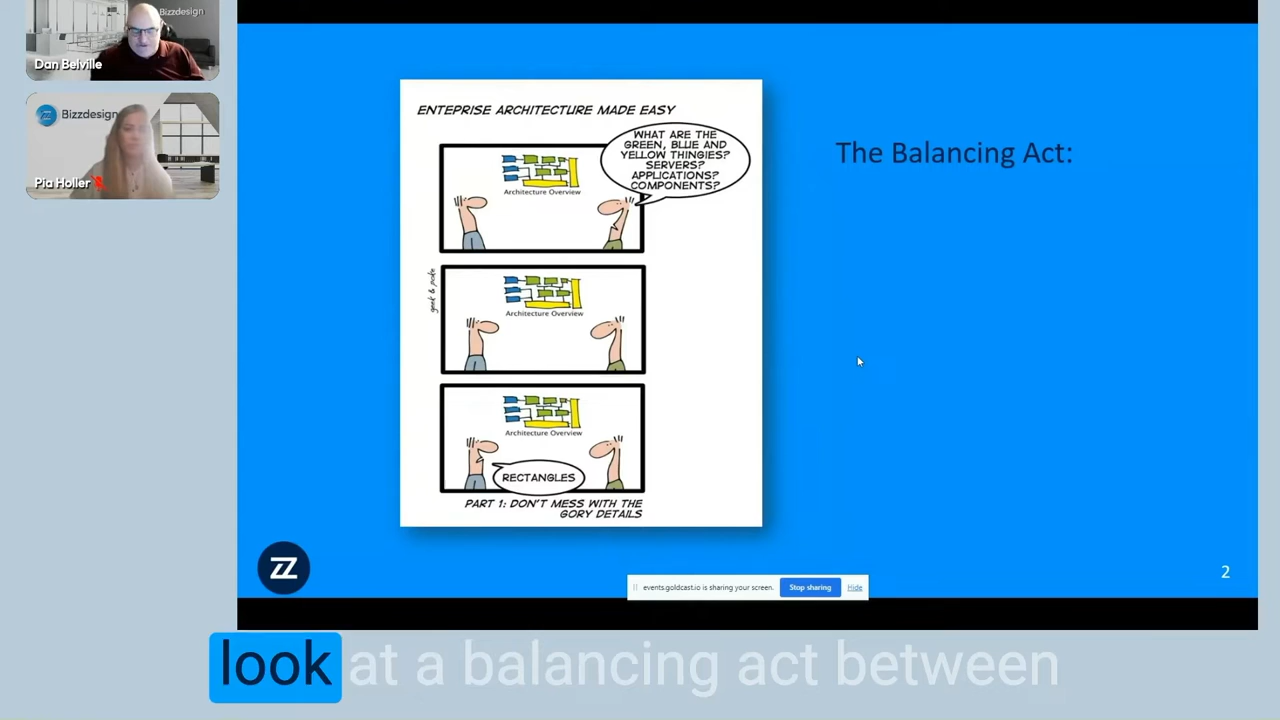 Bizzdesign
Dan Belville
Bizzdesign
Pia Holler
ENTEPRISE ARCHITECTURE MADE EASY
WHAT ARE THE
GREEN, BLUE AND
YELLOW THINGIES?
SERVERS?
APPLICATIONS?
COMPONENTS?
Architecture Overview
geek & poke
Architecture Overview
Architecture Overview
RECTANGLES
PART 1: DON'T MESS WITH THE
GORY DETAILS
The Balancing Act:
2
events.goldcast.io is sharing your screen.
Stop sharing
Hide
look at a balancing act between